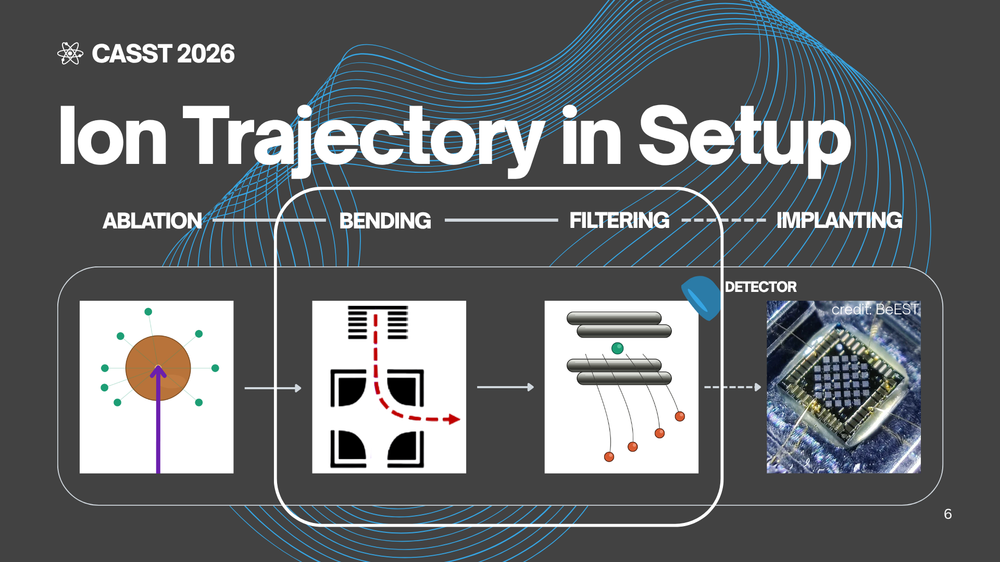 CASST 2026
Ion Trajectory in Setup
ABLATION
BENDING
FILTERING
IMPLANTING
DETECTOR
credit: BeEST
6